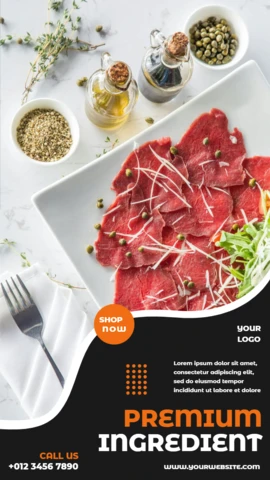 SHOP
now
YOUR
LOGO
Lorem ipsum dolor sit amet,
consectetur adipiscing elit,
sed do eiusmod tempor
incididunt ut labore et dolore
PREMIUM
INGREDIENT
CALL US
+012 3456 7890
www.yourwebsite.com